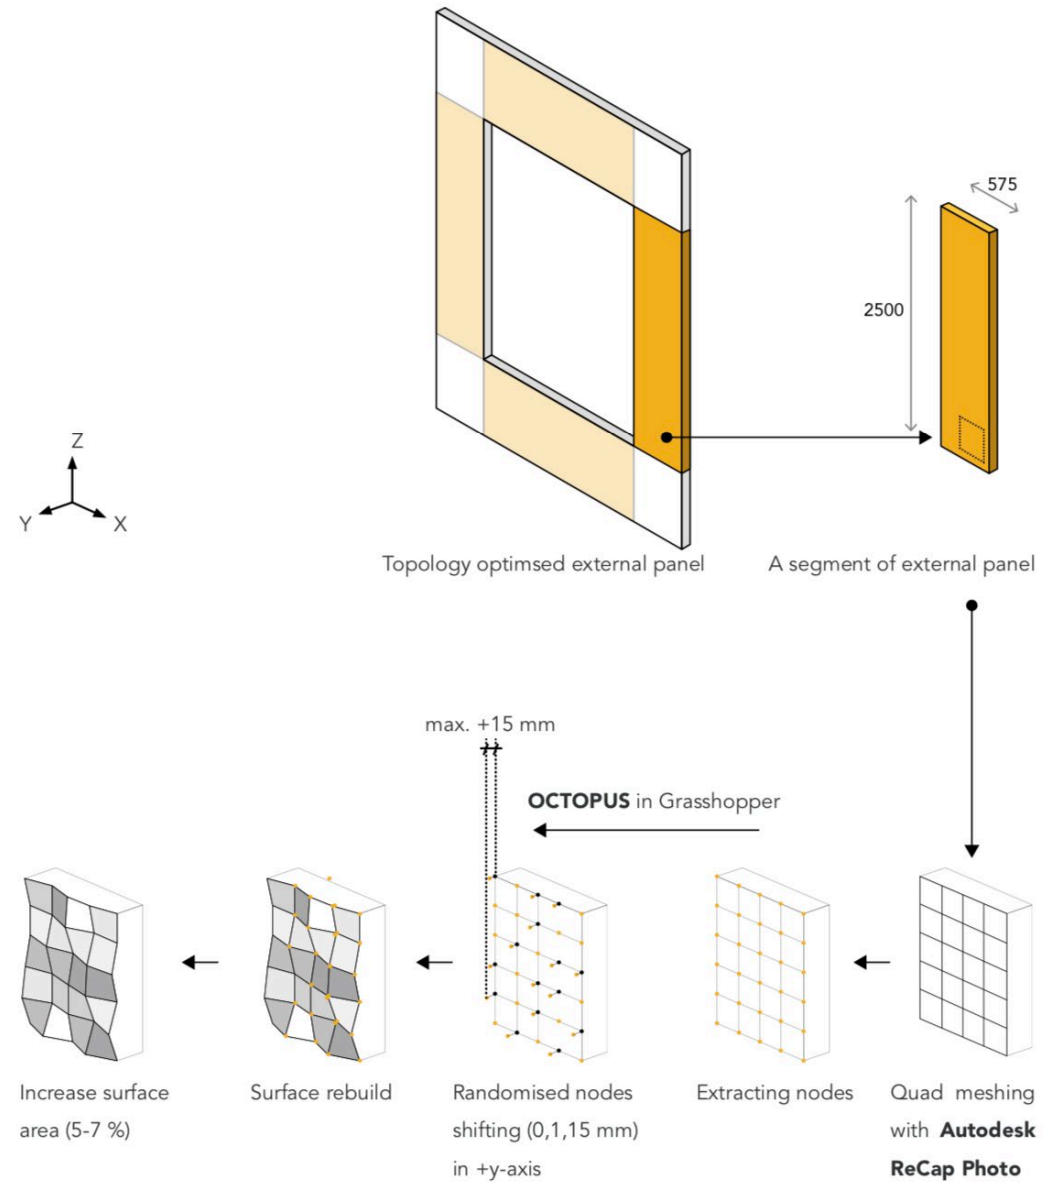 575
2500
Z
Y
X
Topology optimsed external panel
A segment of external panel
max. +15 mm
OCTOPUS in Grasshopper
Increase surface
area (5-7 %)
Surface rebuild
Randomised nodes
shifting (0,1,15 mm)
in +y-axis
Extracting nodes
Quad meshing
with Autodesk
ReCap Photo